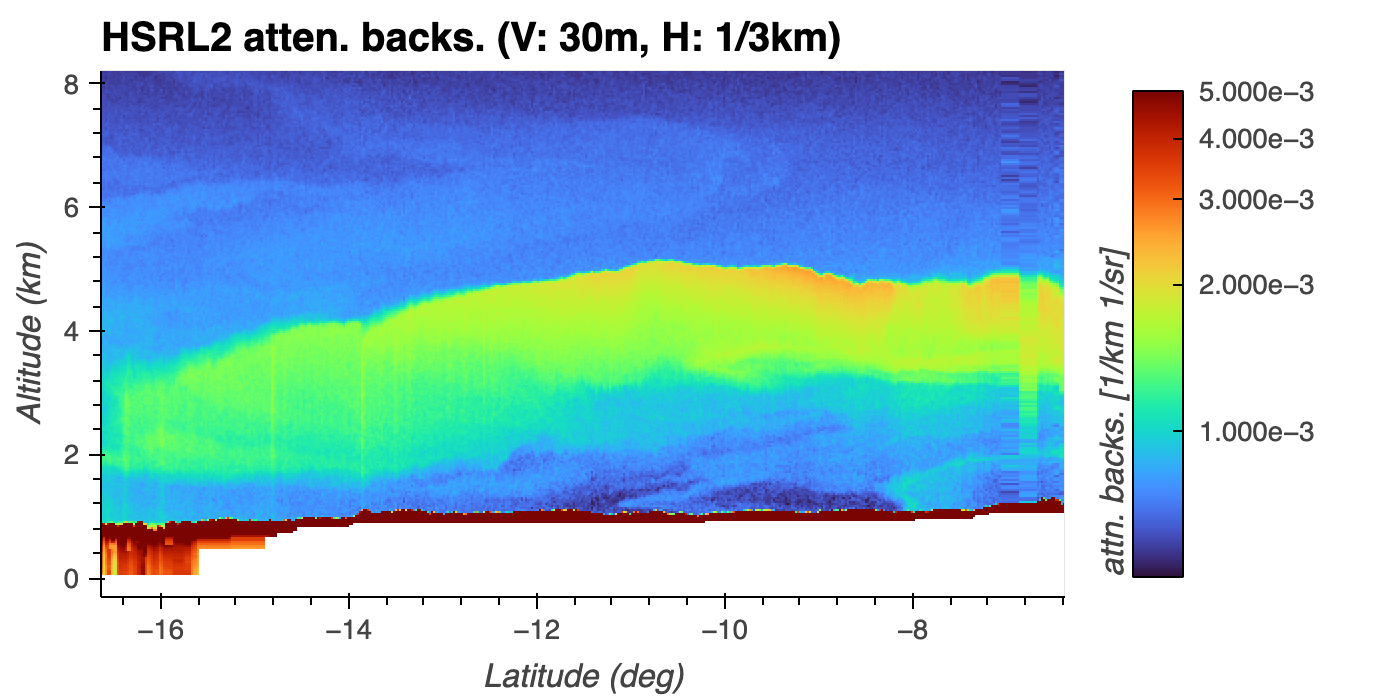 HSRL2 atten. backs. (V: 30m, H: 1/3km)
8
6
4
2
0
Altitude (km)
−16
−14
−12
−10
−8
Latitude (deg)
5.000e−3
4.000e−3
3.000e−3
2.000e−3
1.000e−3
attn. backs. [1/km 1/sr]